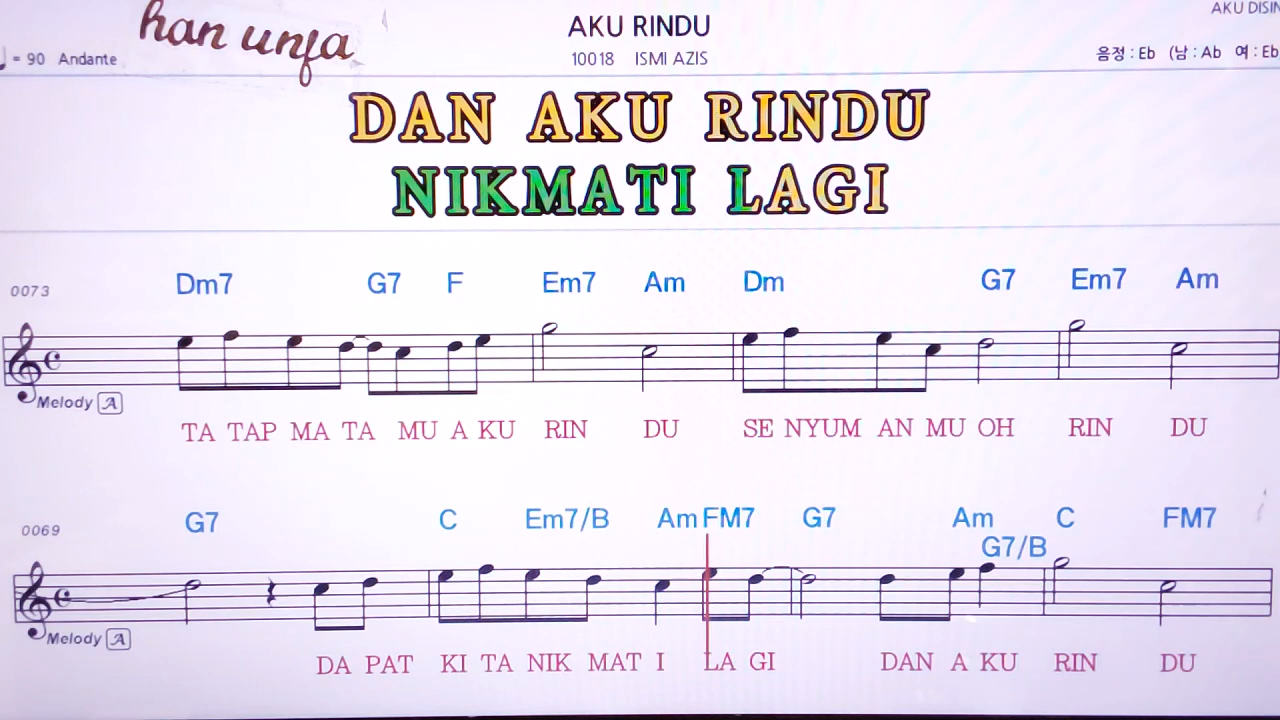 AKU DISIN
han unfa
AKU RINDU
= 90 Andante
10018 ISMI AZIS
음정 : Eb (남 : Ab 여 : Eb
DAN AKU RINDU
NIKMATI LAGI
0073
Dm7 G7 F Em7 Am Dm G7 Em7 Am
Melody A
TA TAP MA TA MU A KU RIN DU SE NYUM AN MU OH RIN DU
0069
G7 C Em7/B Am FM7 G7 Am C FM7
G7/B
Melody A
DA PAT KI TA NIK MAT I LA GI DAN A KU RIN DU